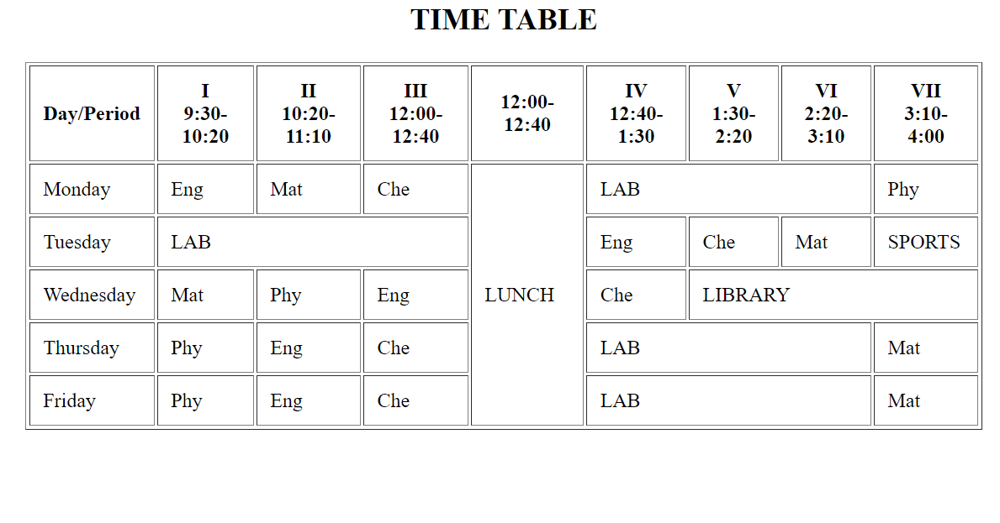 TIME TABLE
Day/Period I 9:30-10:20 II 10:20-11:10 III 12:00-12:40 12:00-12:40 IV 12:40-1:30 V 1:30-2:20 VI 2:20-3:10 VII 3:10-4:00
Monday Eng Mat Che LAB Phy
Tuesday LAB Eng Che Mat SPORTS
Wednesday Mat Phy Eng LUNCH Che LIBRARY
Thursday Phy Eng Che LAB Mat
Friday Phy Eng Che LAB Mat